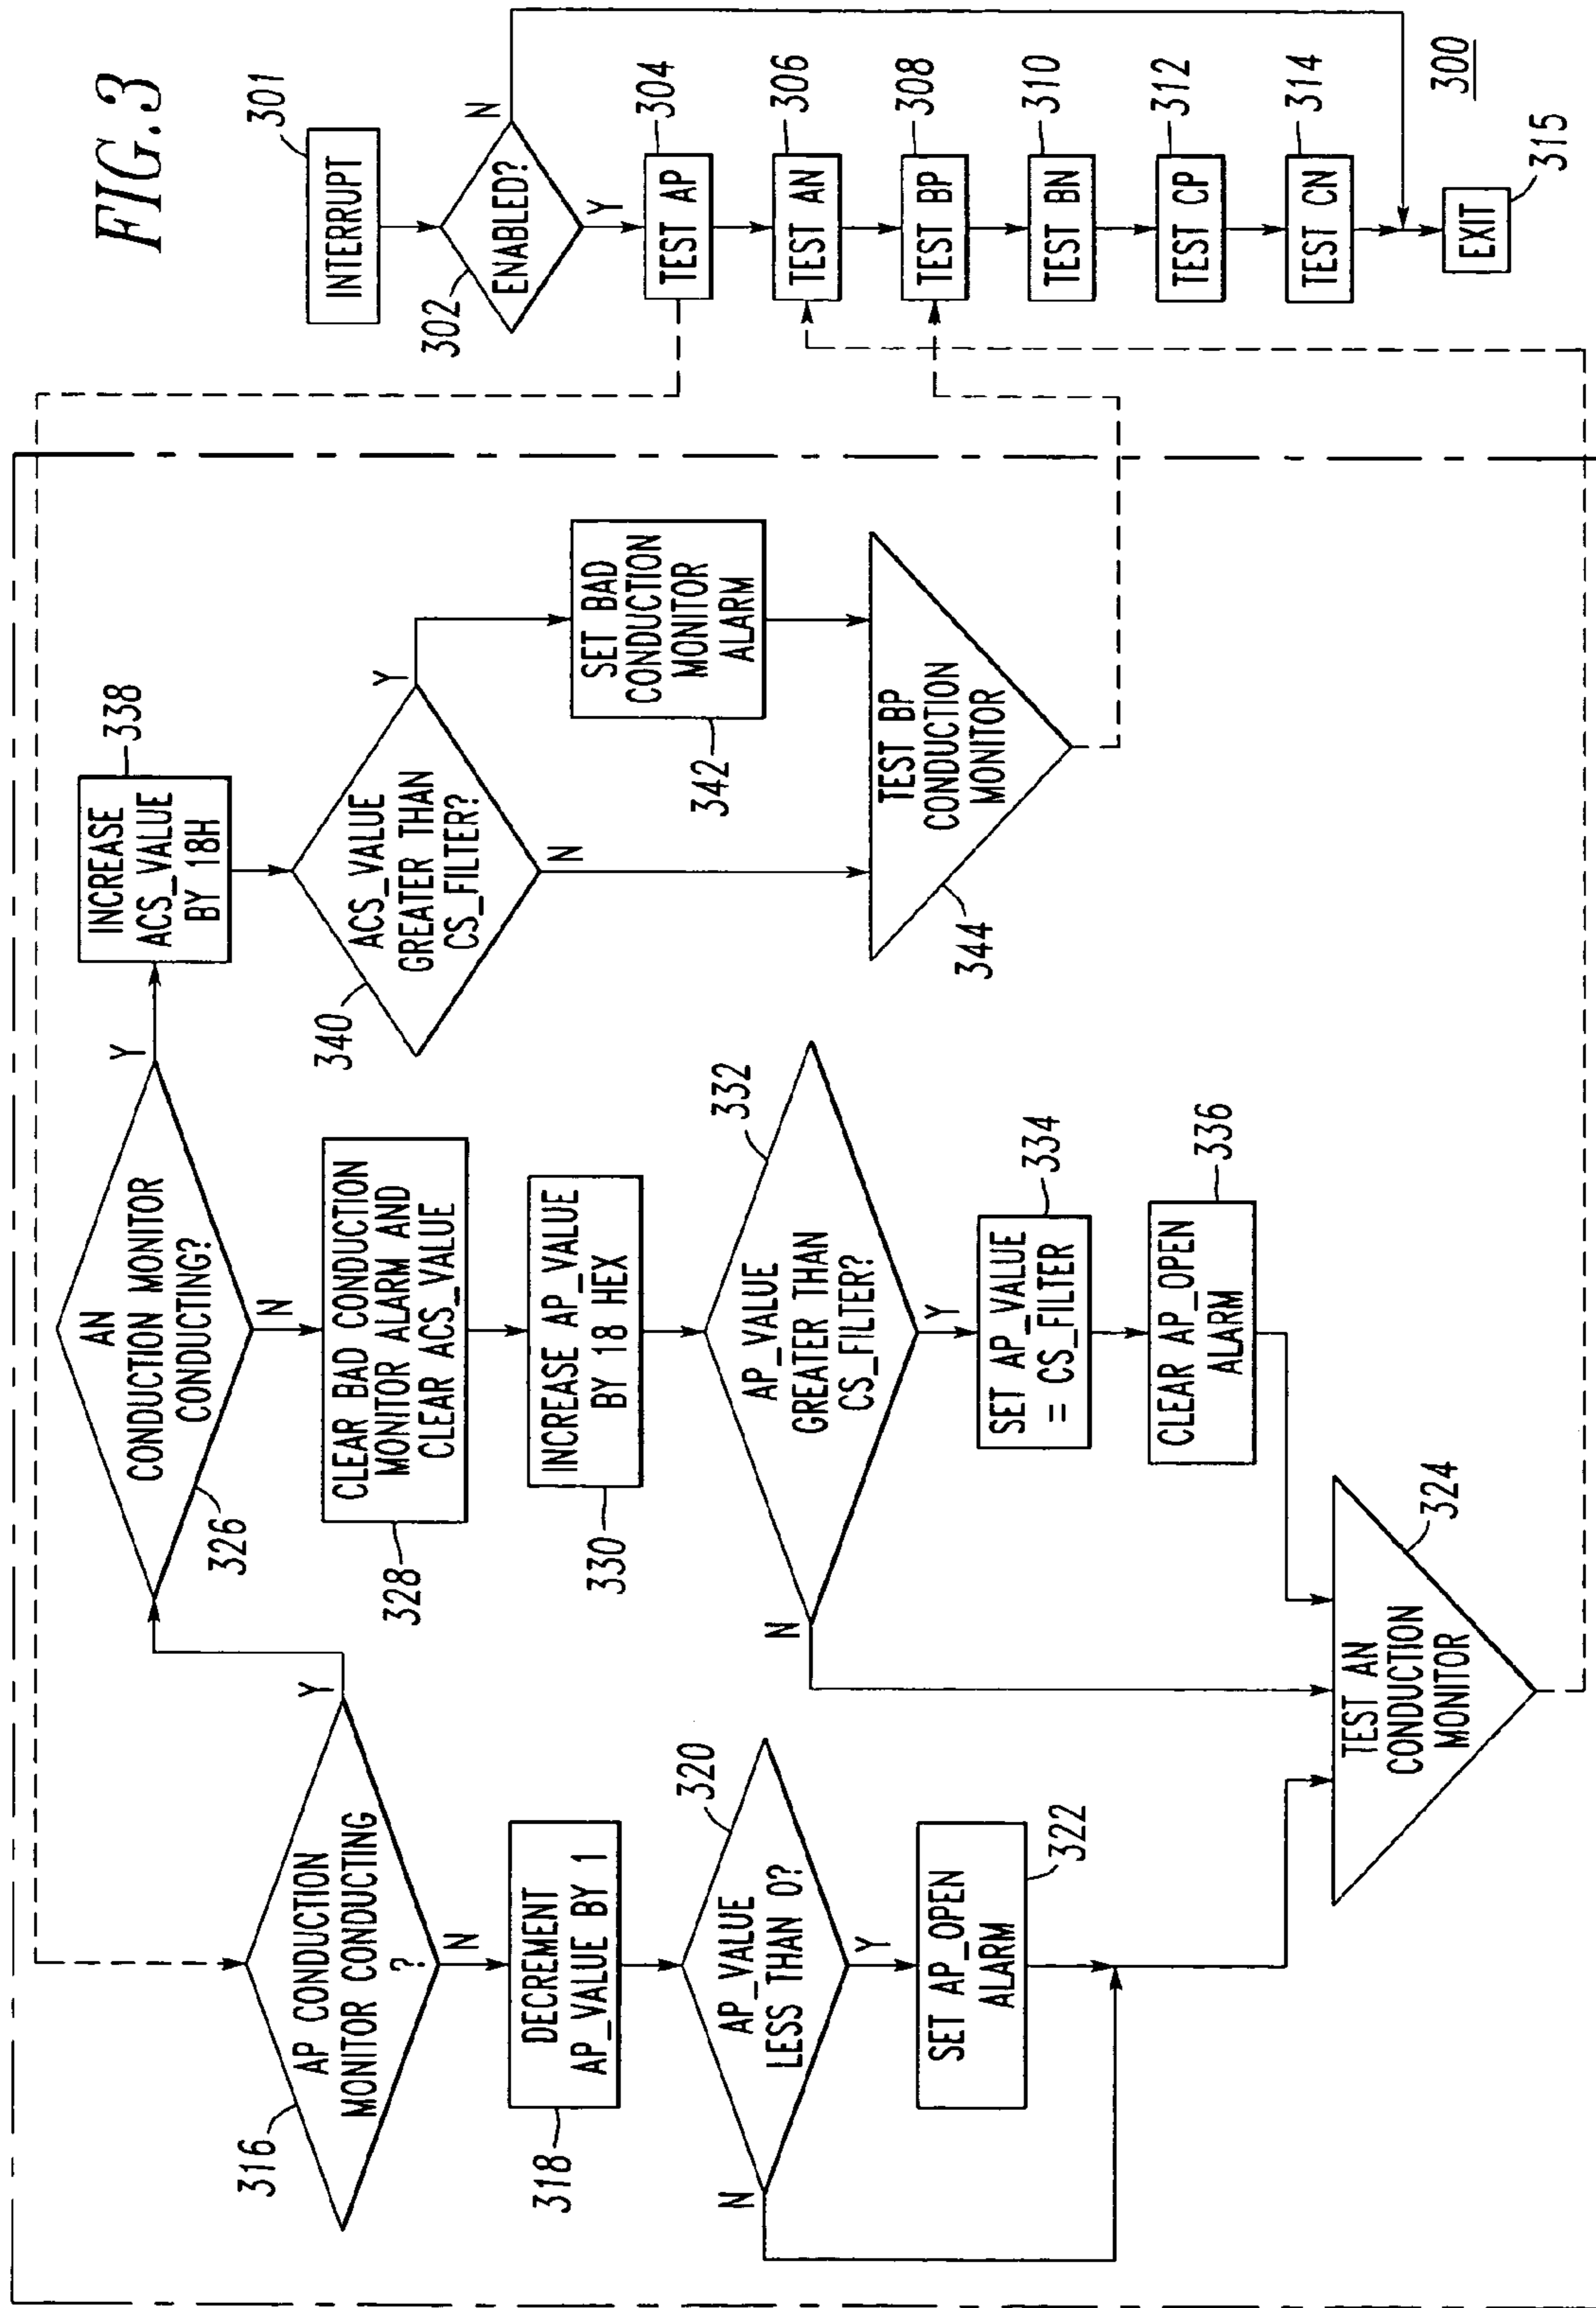 FIG.3
301
INTERRUPT
302
ENABLED?
N
Y
304
TEST AP
306
TEST AN
308
TEST BP
310
TEST BN
312
TEST CP
314
TEST CN
EXIT
315
300
316
AP CONDUCTION
MONITOR CONDUCTING
?
Y
N
318
DECREMENT
AP_VALUE BY 1
320
AP_VALUE
LESS THAN 0?
N
Y
322
SET AP_OPEN
ALARM
326
AN
CONDUCTION MONITOR
CONDUCTING?
Y
N
328
CLEAR BAD CONDUCTION
MONITOR ALARM AND
CLEAR ACS_VALUE
330
INCREASE AP_VALUE
BY 18 HEX
332
AP_VALUE
GREATER THAN
CS_FILTER?
N
Y
334
SET AP_VALUE
= CS_FILTER
336
CLEAR AP_OPEN
ALARM
324
TEST AN
CONDUCTION
MONITOR
338
INCREASE
ACS_VALUE
BY 18H
340
ACS_VALUE
GREATER THAN
CS_FILTER?
Y
N
342
SET BAD
CONDUCTION
MONITOR
ALARM
344
TEST BP
CONDUCTION
MONITOR